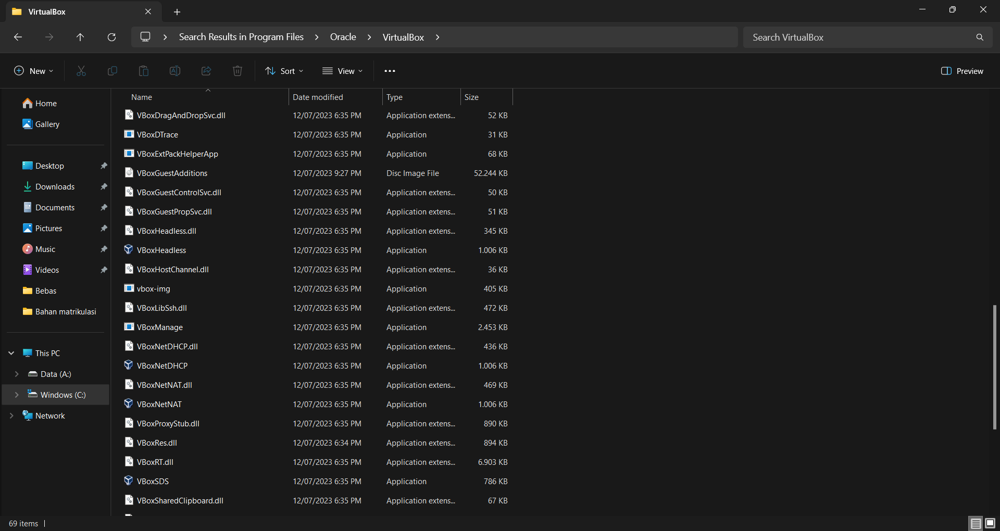 VirtualBox
Search Results in Program Files Oracle VirtualBox
Search VirtualBox
New Sort View Preview
Home
Gallery
Desktop
Downloads
Documents
Pictures
Music
Videos
Bebas
Bahan matrikulasi
This PC
Data (A:)
Windows (C:)
Network
Name Date modified Type Size
VBoxDragAndDropSvc.dll 12/07/2023 6:35 PM Application extens... 52 KB
VBoxDTrace 12/07/2023 6:35 PM Application 31 KB
VBoxExtPackHelperApp 12/07/2023 6:35 PM Application 68 KB
VBoxGuestAdditions 12/07/2023 9:27 PM Disc Image File 52.244 KB
VBoxGuestControlSvc.dll 12/07/2023 6:35 PM Application extens... 50 KB
VBoxGuestPropSvc.dll 12/07/2023 6:35 PM Application extens... 51 KB
VBoxHeadless.dll 12/07/2023 6:35 PM Application extens... 345 KB
VBoxHeadless 12/07/2023 6:35 PM Application 1.006 KB
VBoxHostChannel.dll 12/07/2023 6:35 PM Application extens... 36 KB
vbox-img 12/07/2023 6:35 PM Application 405 KB
VBoxLibSsh.dll 12/07/2023 6:35 PM Application extens... 472 KB
VBoxManage 12/07/2023 6:35 PM Application 2.453 KB
VBoxNetDHCP.dll 12/07/2023 6:35 PM Application extens... 436 KB
VBoxNetDHCP 12/07/2023 6:35 PM Application 1.006 KB
VBoxNetNAT.dll 12/07/2023 6:35 PM Application extens... 469 KB
VBoxNetNAT 12/07/2023 6:35 PM Application 1.006 KB
VBoxProxyStub.dll 12/07/2023 6:35 PM Application extens... 890 KB
VBoxRes.dll 12/07/2023 6:34 PM Application extens... 894 KB
VBoxRT.dll 12/07/2023 6:35 PM Application extens... 6.903 KB
VBoxSDS 12/07/2023 6:35 PM Application 786 KB
VBoxSharedClipboard.dll 12/07/2023 6:35 PM Application extens... 67 KB
69 items